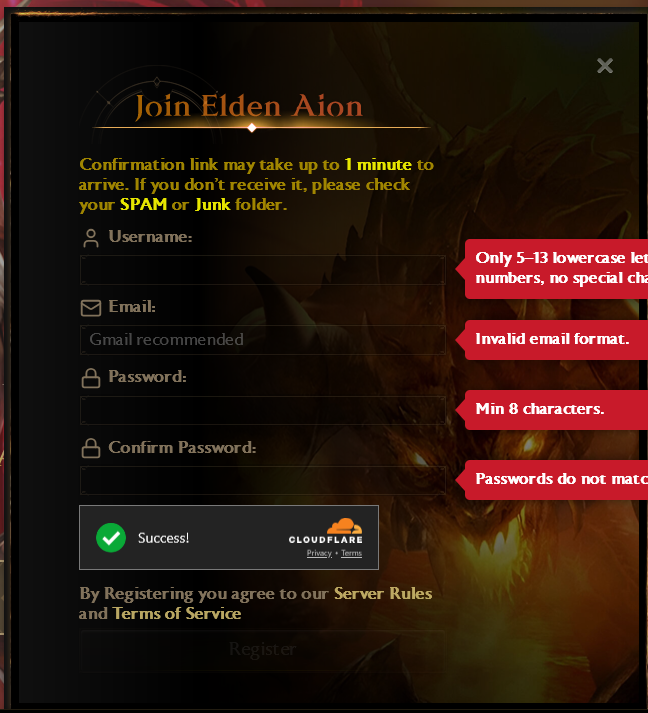 Join Elden Aion
Confirmation link may take up to 1 minute to
arrive. If you don't receive it, please check
your SPAM or Junk folder.
Username:
Only 5–13 lowercase let
numbers, no special cha
Email:
Gmail recommended
Invalid email format.
Password:
Min 8 characters.
Confirm Password:
Passwords do not matc
Success!
CLOUDFLARE
Privacy • Terms
By Registering you agree to our Server Rules
and Terms of Service
Register